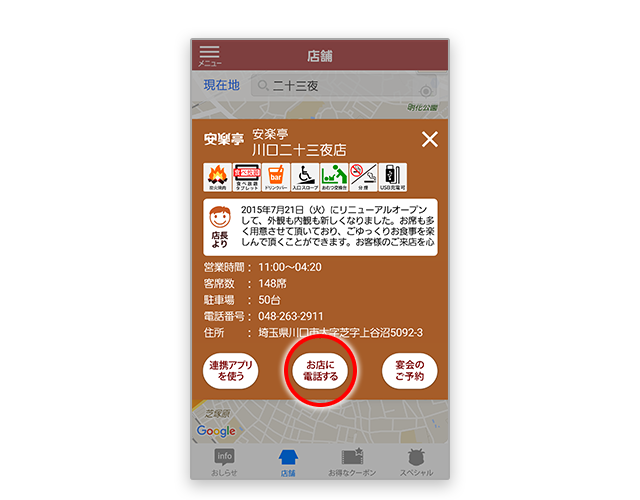 メニュー
店舗
現在地
二十三夜
明花公園
安楽亭
安楽亭
川口二十三夜店
炭火焼肉
食べ放題
食べ放題
タブレット
bar
ドリンクバー
入口スロープ
おむつ交換台
分煙
USB充電可
店長
より
2015年7月21日（火）にリニューアルオープン
して、外観も内観も新しくなりました。お席も多
く用意させて頂いており、ごゆっくりお食事を楽
しんで頂くことができます。お客様のご来店を心
営業時間 : 11:00～04:20
客席数 : 148席
駐車場 : 50台
電話番号 : 048-263-2911
住所 : 埼玉県川口市大字芝字上谷沼5092-3
連携アプリ
を使う
お店に
電話する
宴会の
ご予約
芝塚原
Google
info
おしらせ
店舗
お得なクーポン
スペシャル